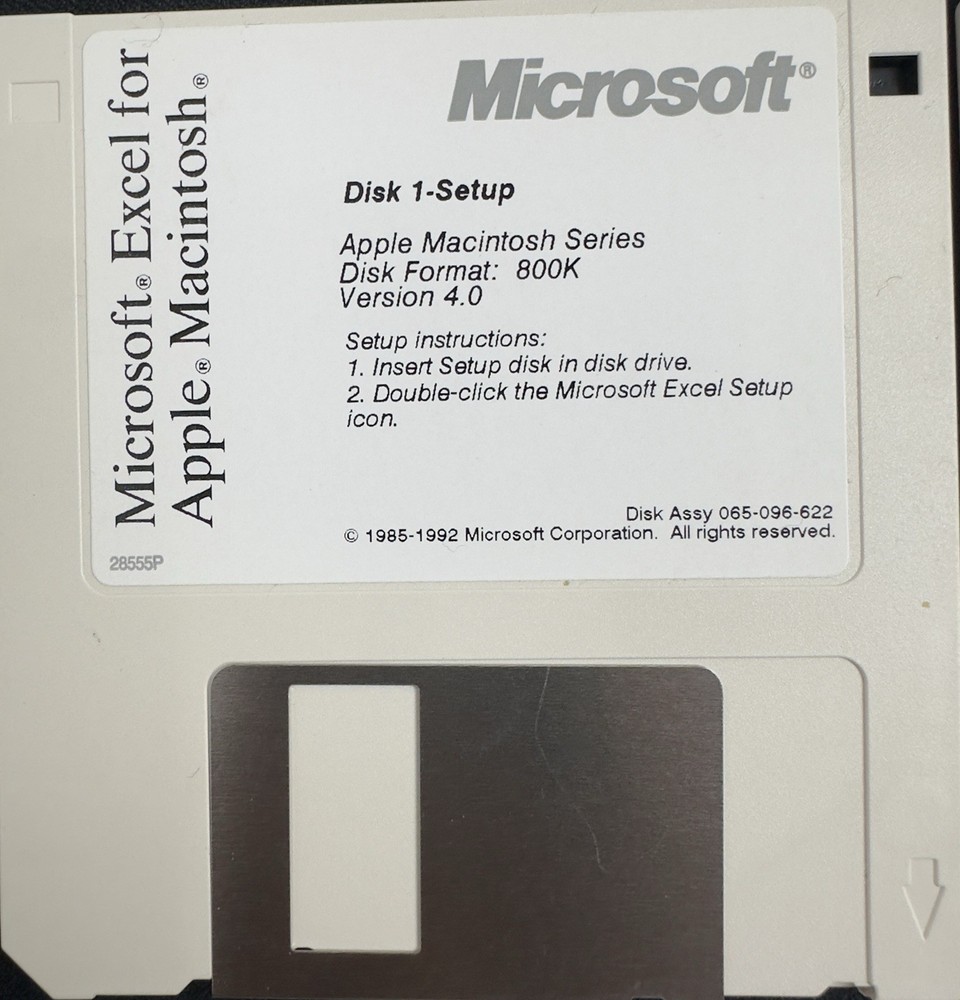 Microsoft® Excel for
Apple® Macintosh®
Microsoft®
Disk 1-Setup
Apple Macintosh Series
Disk Format: 800K
Version 4.0
Setup instructions:
1. Insert Setup disk in disk drive.
2. Double-click the Microsoft Excel Setup
icon.
Disk Assy 065-096-622
© 1985-1992 Microsoft Corporation. All rights reserved.
28555P